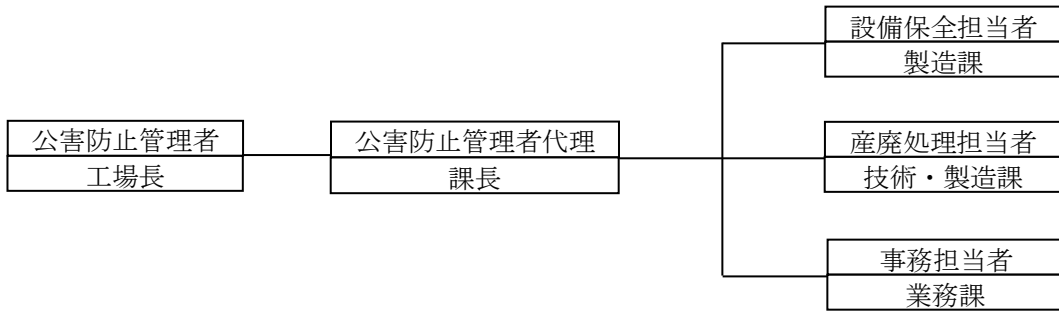 公害防止管理者
工場長
公害防止管理者代理
課長
設備保全担当者
製造課
産廃処理担当者
技術・製造課
事務担当者
業務課